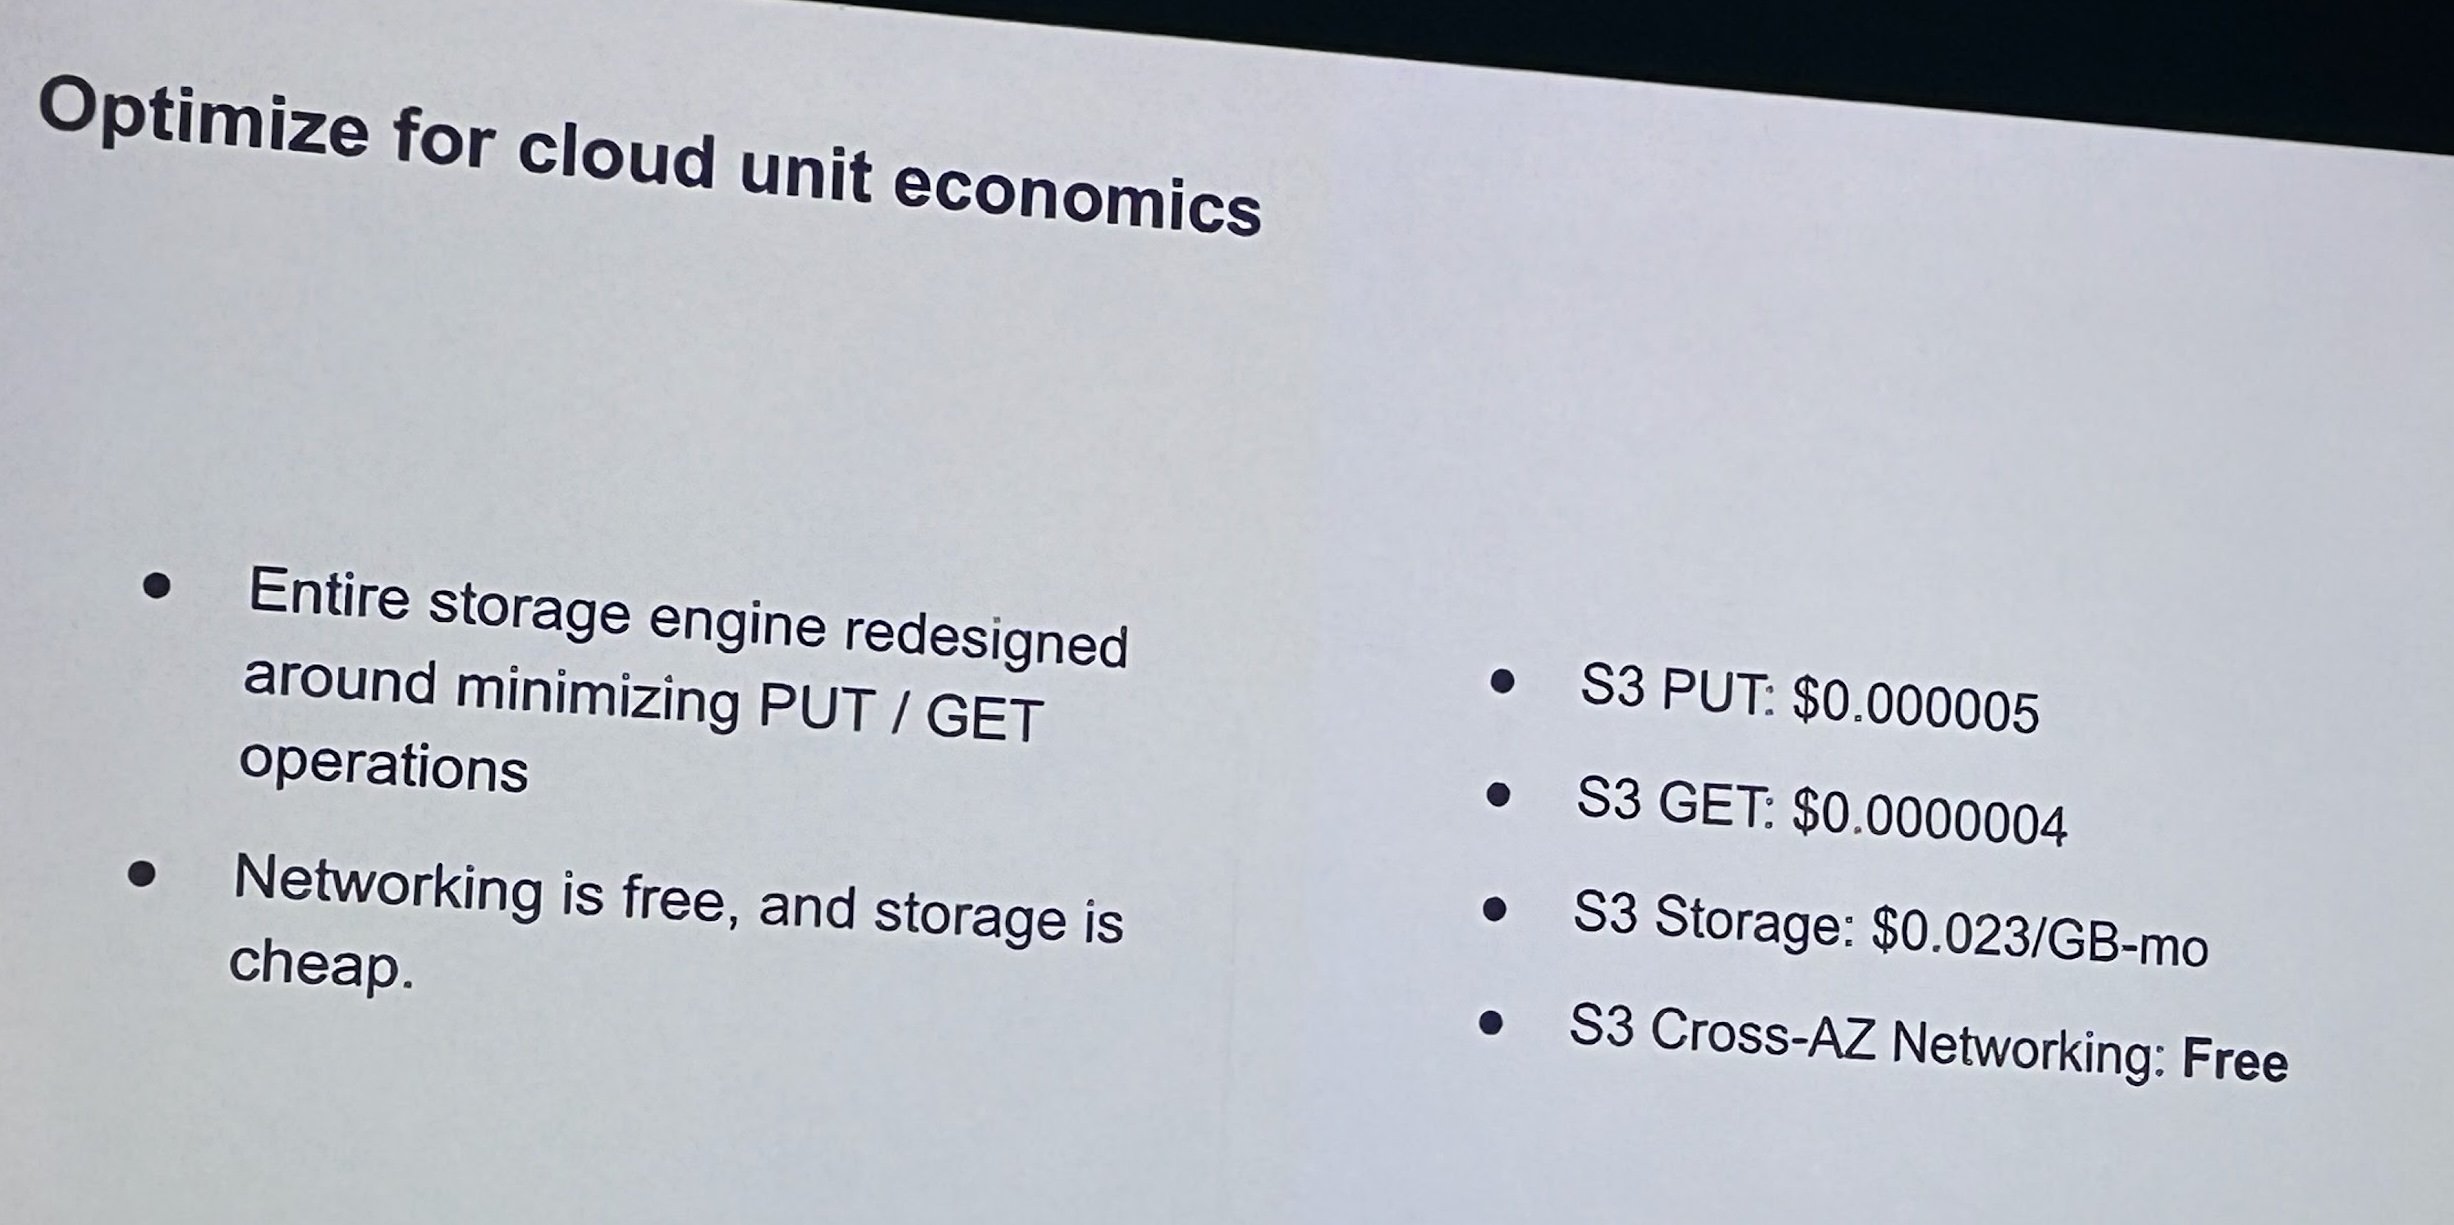 Optimize for cloud unit economics
● Entire storage engine redesigned
around minimizing PUT / GET
operations
● Networking is free, and storage is
cheap.
● S3 PUT: $0.000005
● S3 GET: $0.0000004
● S3 Storage: $0.023/GB-mo
● S3 Cross-AZ Networking: Free